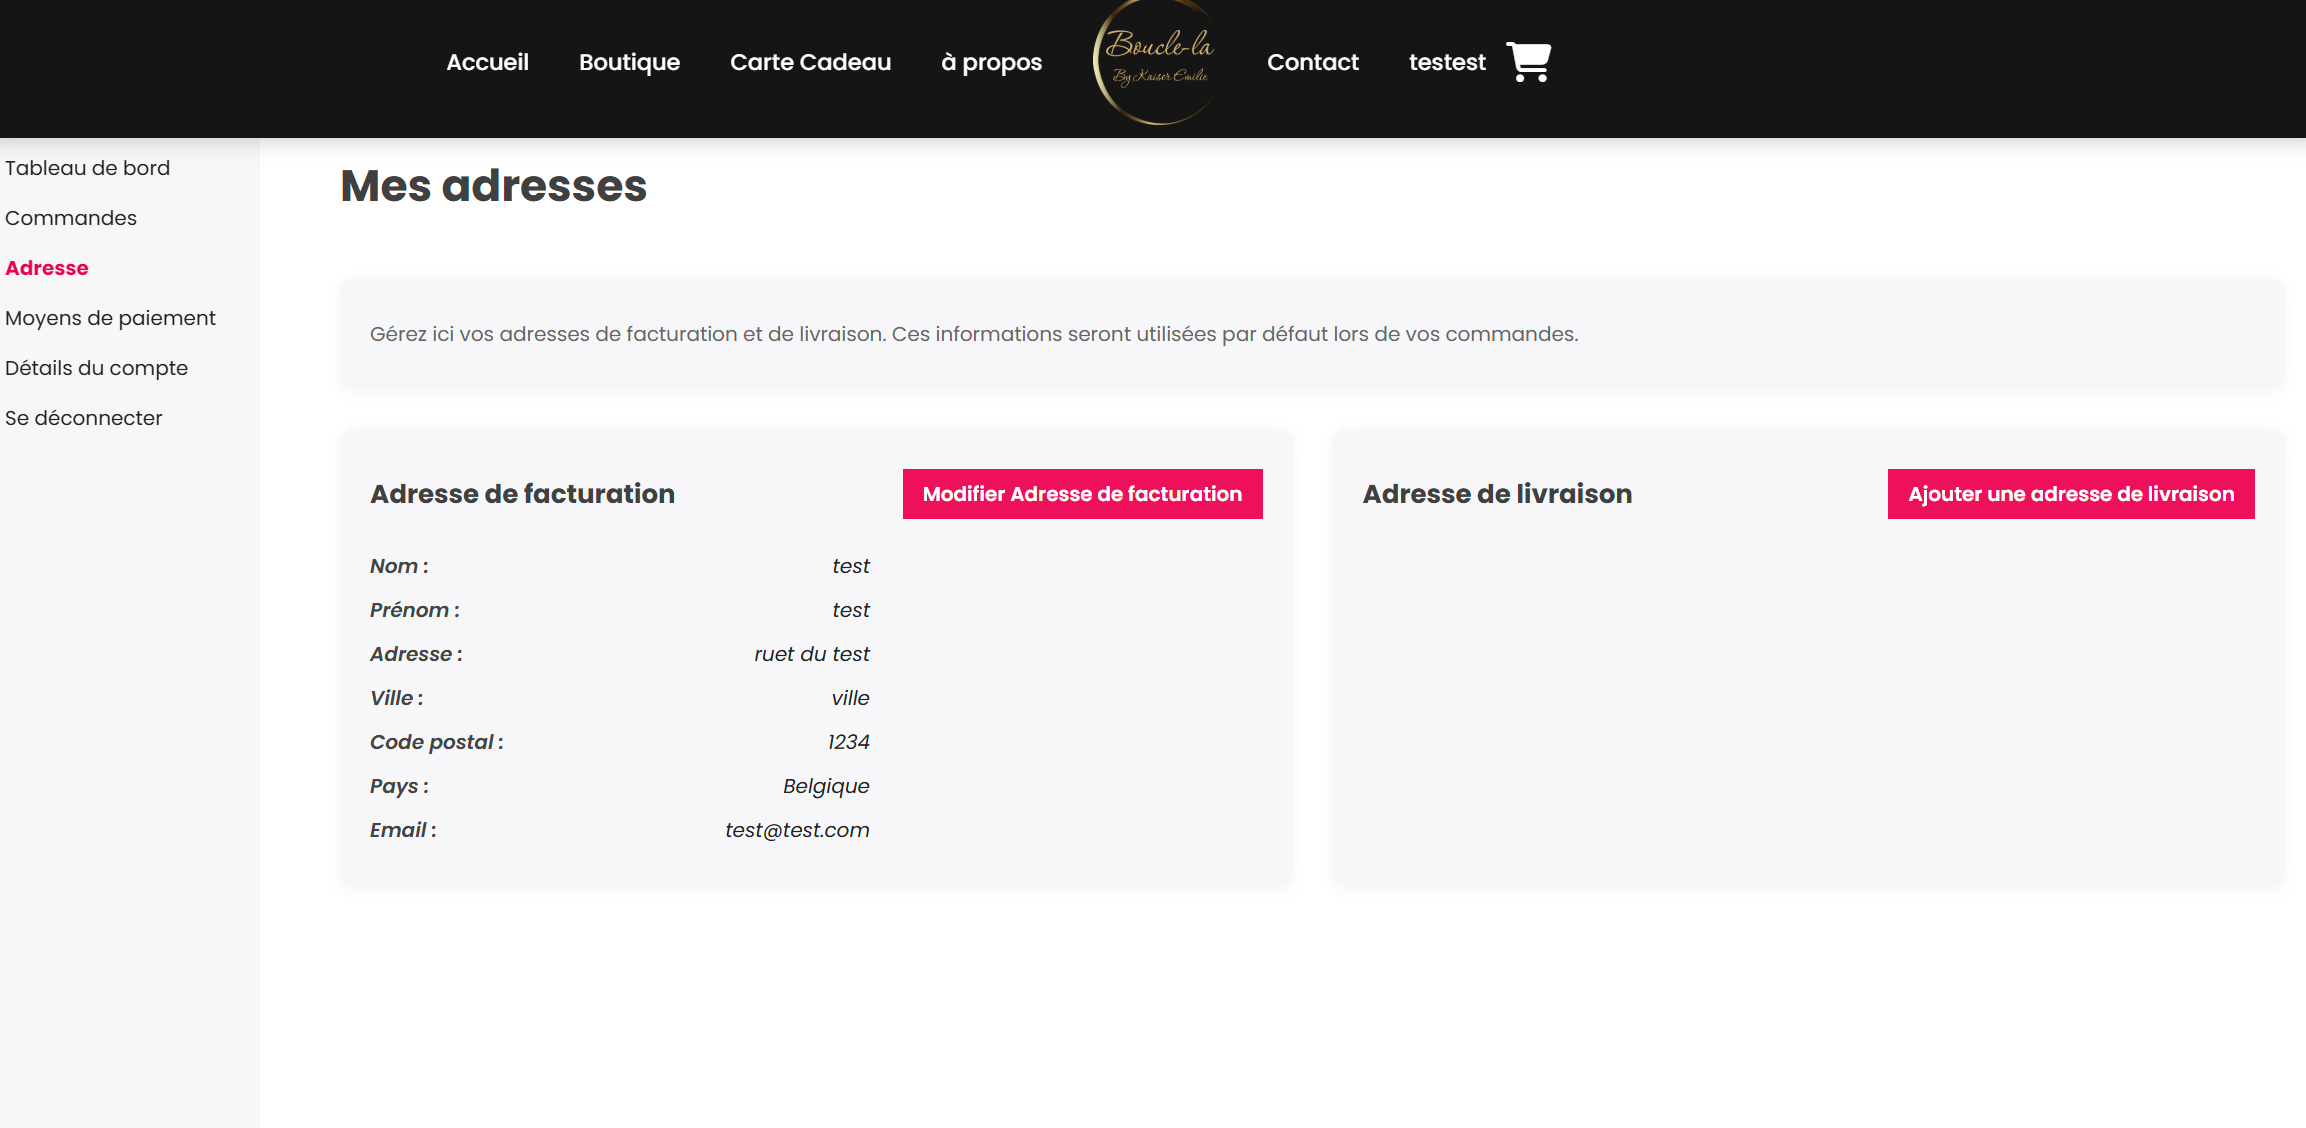 Accueil Boutique Carte Cadeau à propos Boucle-la By Kaiser Emilie Contact testest
Tableau de bord
Commandes
Adresse
Moyens de paiement
Détails du compte
Se déconnecter
Mes adresses
Gérez ici vos adresses de facturation et de livraison. Ces informations seront utilisées par défaut lors de vos commandes.
Adresse de facturation Modifier Adresse de facturation
Nom : test
Prénom : test
Adresse : ruet du test
Ville : ville
Code postal : 1234
Pays : Belgique
Email : test@test.com
Adresse de livraison Ajouter une adresse de livraison